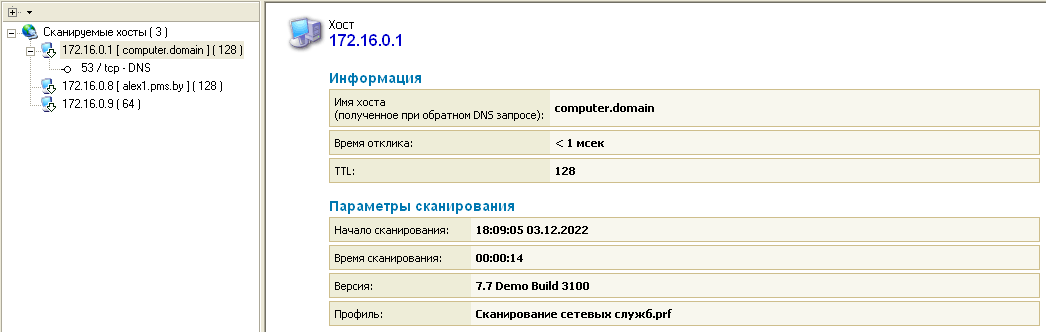 Сканируемые хосты ( 3 )
172.16.0.1 [ computer.domain ] ( 128 )
53 / tcp - DNS
172.16.0.8 [ alex1.pms.by ] ( 128 )
172.16.0.9 ( 64 )
Хост
172.16.0.1
Информация
Имя хоста
(полученное при обратном DNS запросе): computer.domain
Время отклика: < 1 мсек
TTL: 128
Параметры сканирования
Начало сканирования: 18:09:05 03.12.2022
Время сканирования: 00:00:14
Версия: 7.7 Demo Build 3100
Профиль: Сканирование сетевых служб.prf